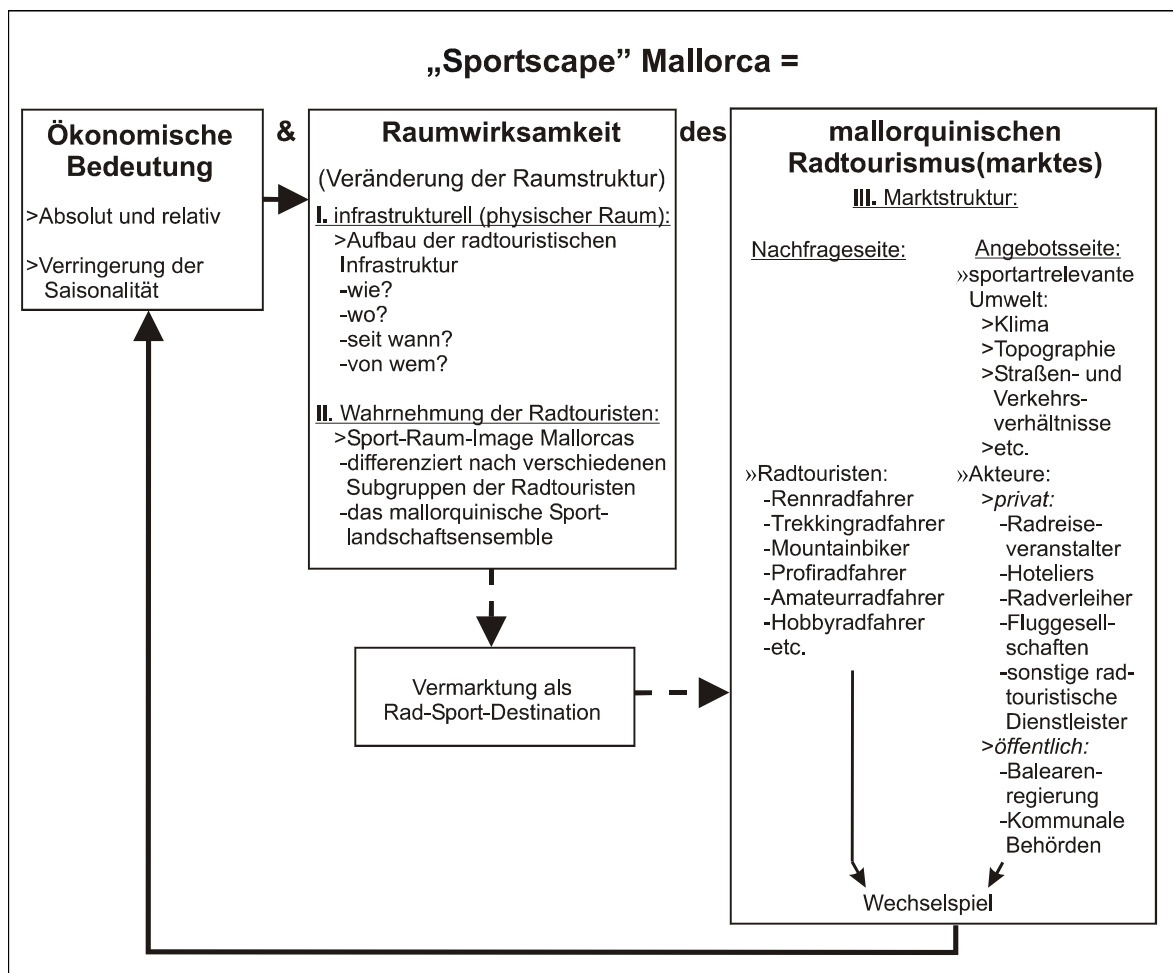 „Sportscape” Mallorca =
Ökonomische
Bedeutung
>Absolut und relativ
>Verringerung der
Saisonalität
&
Raumwirksamkeit
(Veränderung der Raumstruktur)
I. infrastrukturell (physischer Raum):
>Aufbau der radtouristischen
Infrastruktur
-wie?
-wo?
-seit wann?
-von wem?
II. Wahrnehmung der Radtouristen:
>Sport-Raum-Image Mallorcas
-differenziert nach verschiedenen
Subgruppen der Radtouristen
-das mallorquinische Sport-
landschaftsensemble
Vermarktung als
Rad-Sport-Destination
des
mallorquinischen
Radtourismus(marktes)
III. Marktstruktur:
Nachfrageseite:
»Radtouristen:
-Rennradfahrer
-Trekkingradfahrer
-Mountainbiker
-Profiradfahrer
-Amateurradfahrer
-Hobbyradfahrer
-etc.
Angebotsseite:
»sportartrelevante
Umwelt:
>Klima
>Topographie
>Straßen- und
Verkehrs-
verhältnisse
>etc.
»Akteure:
>privat:
-Radreise-
veranstalter
-Hoteliers
-Radverleiher
-Fluggesell-
schaften
-sonstige rad-
touristische
Dienstleister
>öffentlich:
-Balearen-
regierung
-Kommunale
Behörden
Wechselspiel